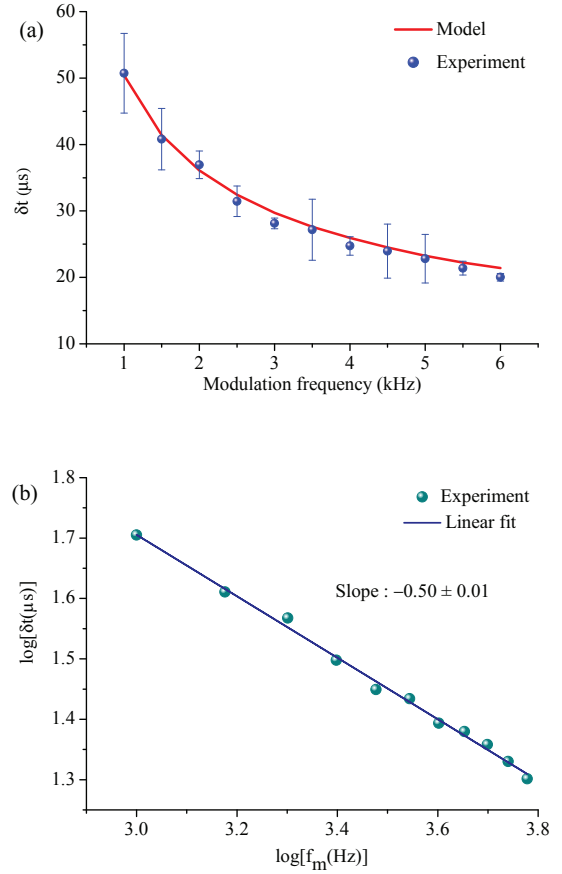 (a)
60
50
40
30
20
10
δt (μs)
Model
Experiment
1 2 3 4 5 6
Modulation frequency (kHz)
(b)
1.8
1.7
1.6
1.5
1.4
1.3
log[δt(μs)]
Experiment
Linear fit
Slope : −0.50 ± 0.01
3.0 3.2 3.4 3.6 3.8
log[fm(Hz)]